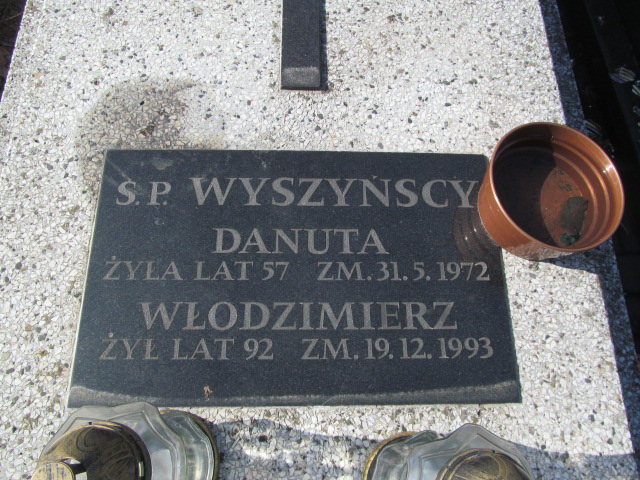 Ś.P. WYSZYŃSCY
DANUTA
ŻYŁA LAT 57 ZM. 31. 5. 1972
WŁODZIMIERZ
ŻYŁ LAT 92 ZM. 19. 12. 1993